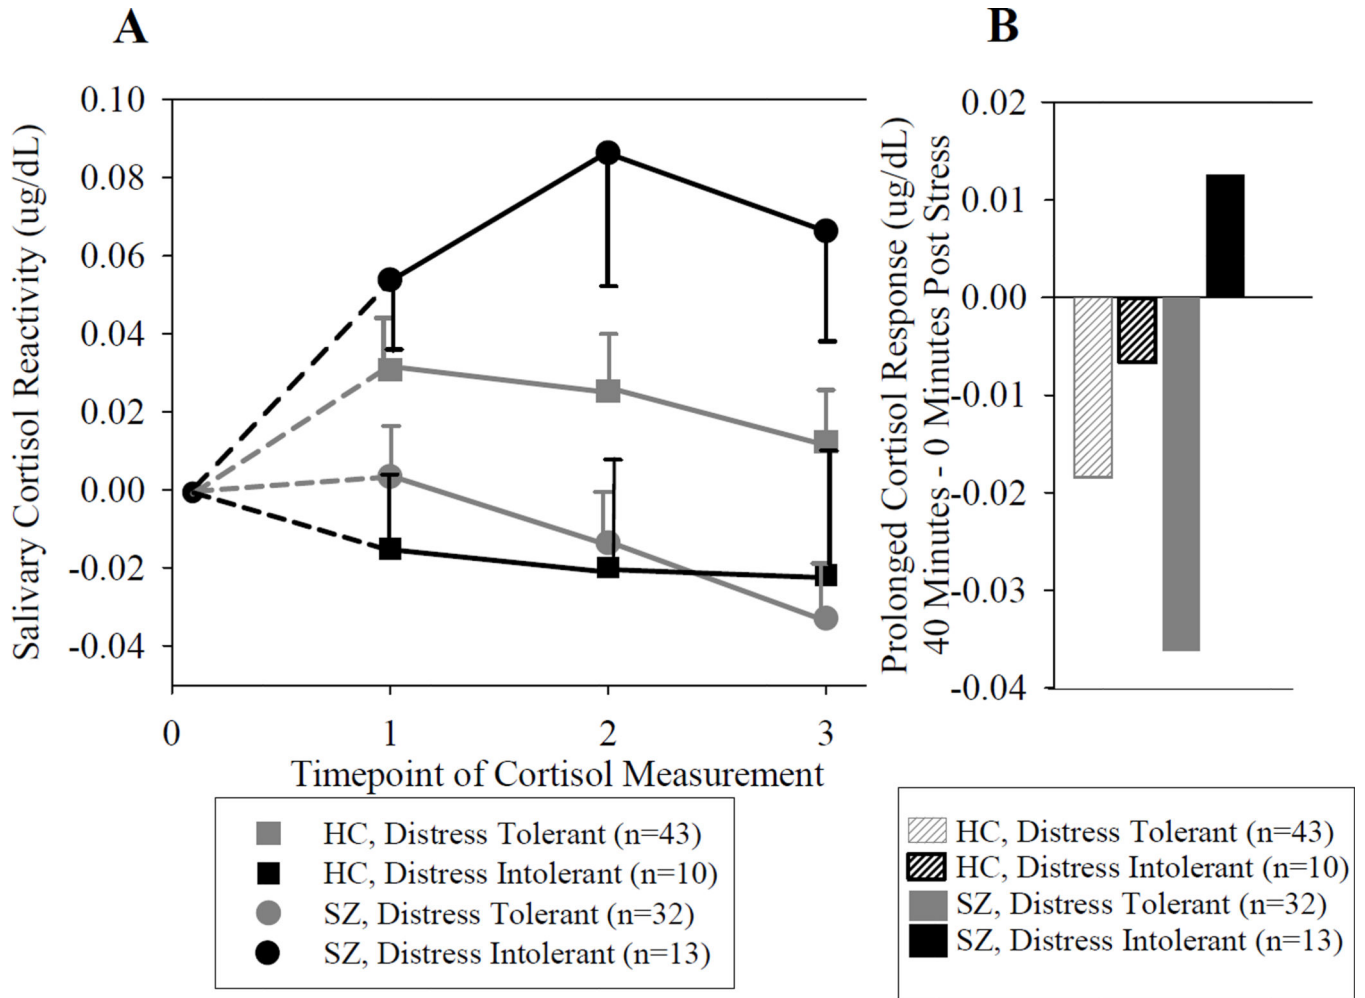 A
B
Salivary Cortisol Reactivity (ug/dL)
0.10
0.08
0.06
0.04
0.02
0.00
-0.02
-0.04
0
1
2
3
Timepoint of Cortisol Measurement
HC, Distress Tolerant (n=43)
HC, Distress Intolerant (n=10)
SZ, Distress Tolerant (n=32)
SZ, Distress Intolerant (n=13)
Prolonged Cortisol Response (ug/dL)
40 Minutes - 0 Minutes Post Stress
0.02
0.01
0.00
-0.01
-0.02
-0.03
-0.04
HC, Distress Tolerant (n=43)
HC, Distress Intolerant (n=10)
SZ, Distress Tolerant (n=32)
SZ, Distress Intolerant (n=13)